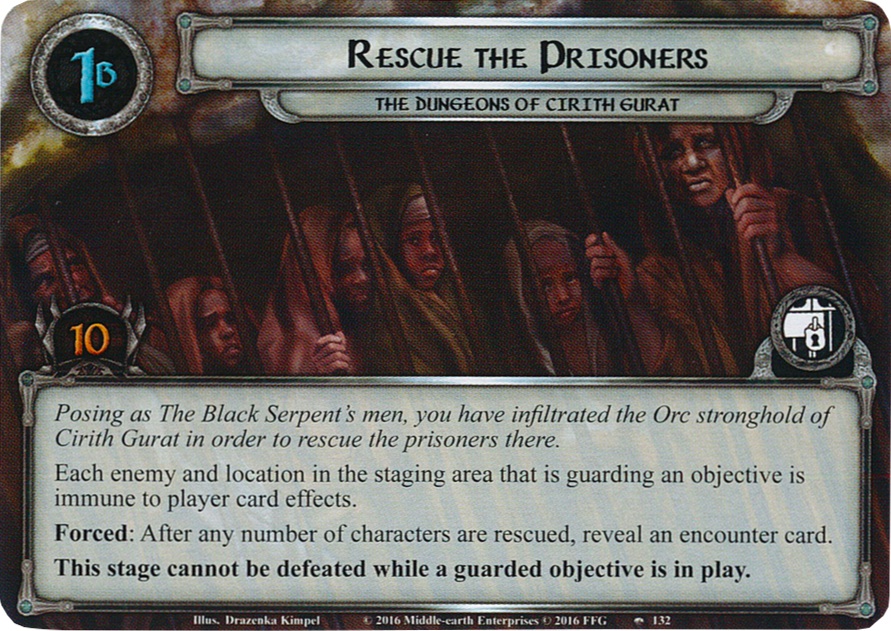 1B
RESCUE THE PRISONERS
THE DUNGEONS OF CIRITH GURAT
10
Posing as The Black Serpent's men, you have infiltrated the Orc stronghold of
Cirith Gurat in order to rescue the prisoners there.
Each enemy and location in the staging area that is guarding an objective is
immune to player card effects.
Forced: After any number of characters are rescued, reveal an encounter card.
This stage cannot be defeated while a guarded objective is in play.
Illus. Drazenka Kimpel © 2016 Middle-earth Enterprises © 2016 FFG 132